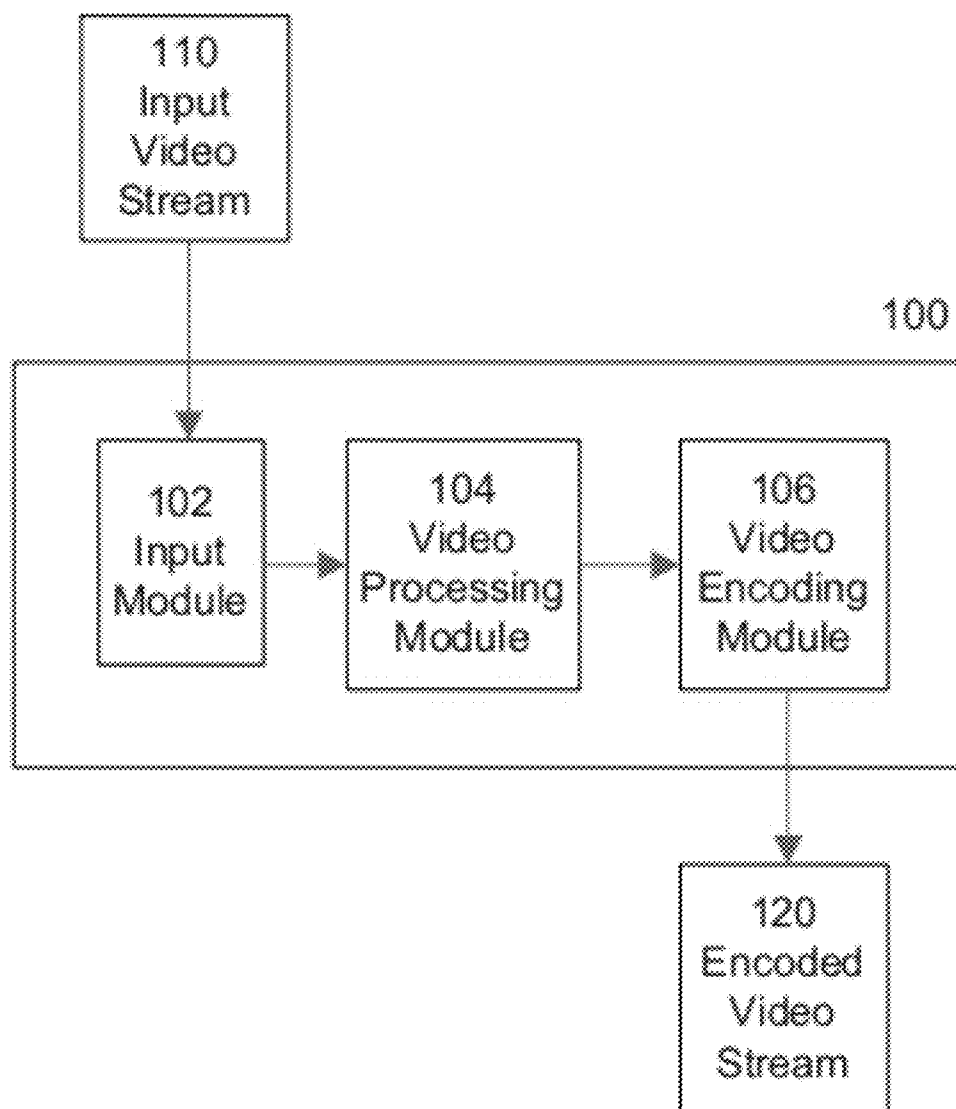 110
Input
Video
Stream
100
102
Input
Module
104
Video
Processing
Module
106
Video
Encoding
Module
120
Encoded
Video
Stream